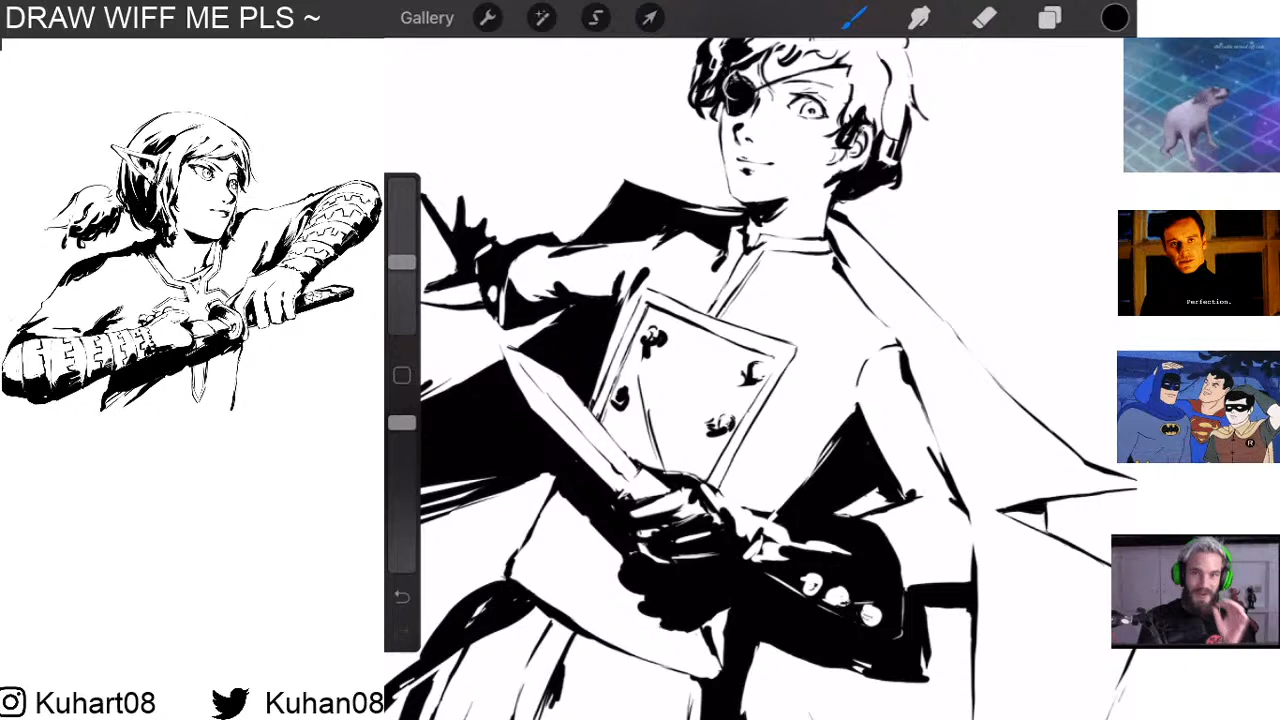 DRAW WIFF ME PLS ~
Gallery
Perfection.
R
Kuhart08
Kuhan08